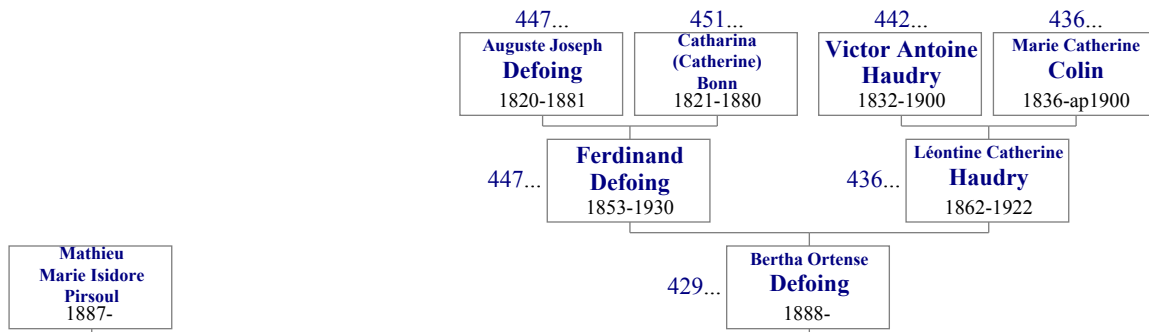 447...
451...
442...
436...
Auguste Joseph
Defoing
1820-1881
Catharina
(Catherine)
Bonn
1821-1880
Victor Antoine
Haudry
1832-1900
Marie Catherine
Colin
1836-ap1900
447...
Ferdinand
Defoing
1853-1930
436...
Léontine Catherine
Haudry
1862-1922
Mathieu
Marie Isidore
Pirsoul
1887-
429...
Bertha Ortense
Defoing
1888-